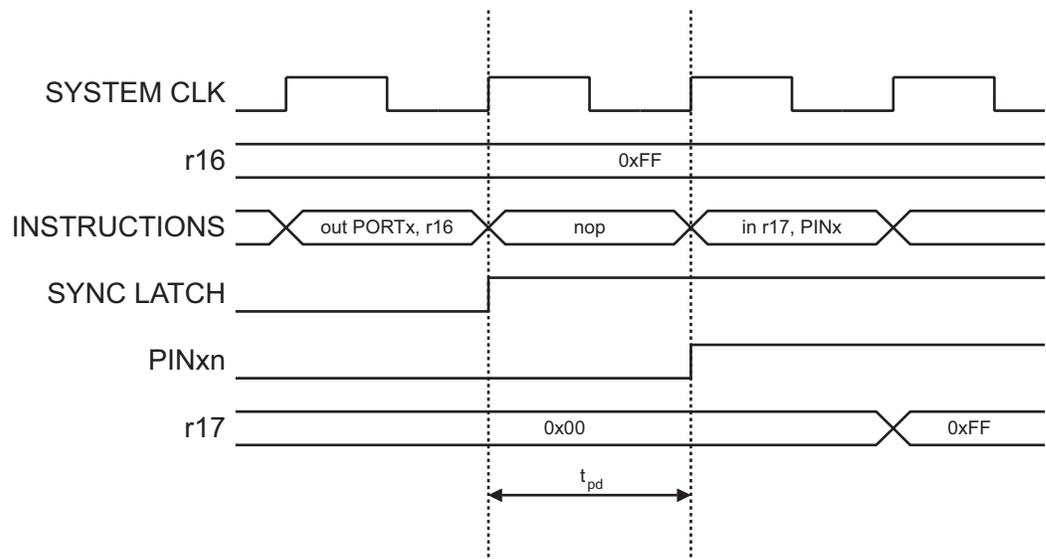 SYSTEM CLK
r16
0xFF
INSTRUCTIONS
out PORTx, r16
nop
in r17, PINx
SYNC LATCH
PINxn
r17
0x00
0xFF
tpd